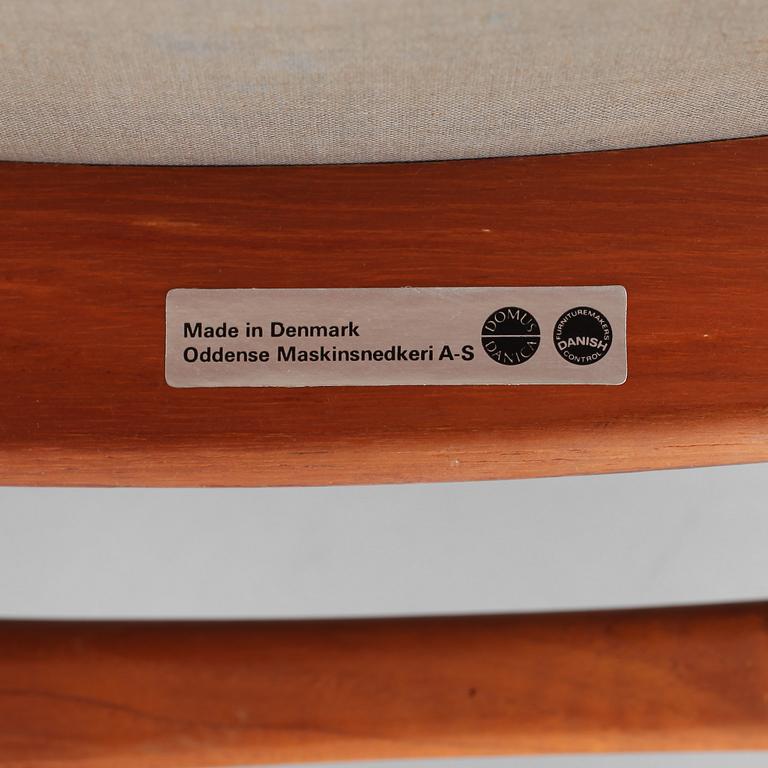 Made in Denmark
Oddense Maskinsnedkeri A-S
DOMUS
DANICA
FURNITUREMAKERS
DANISH
CONTROL